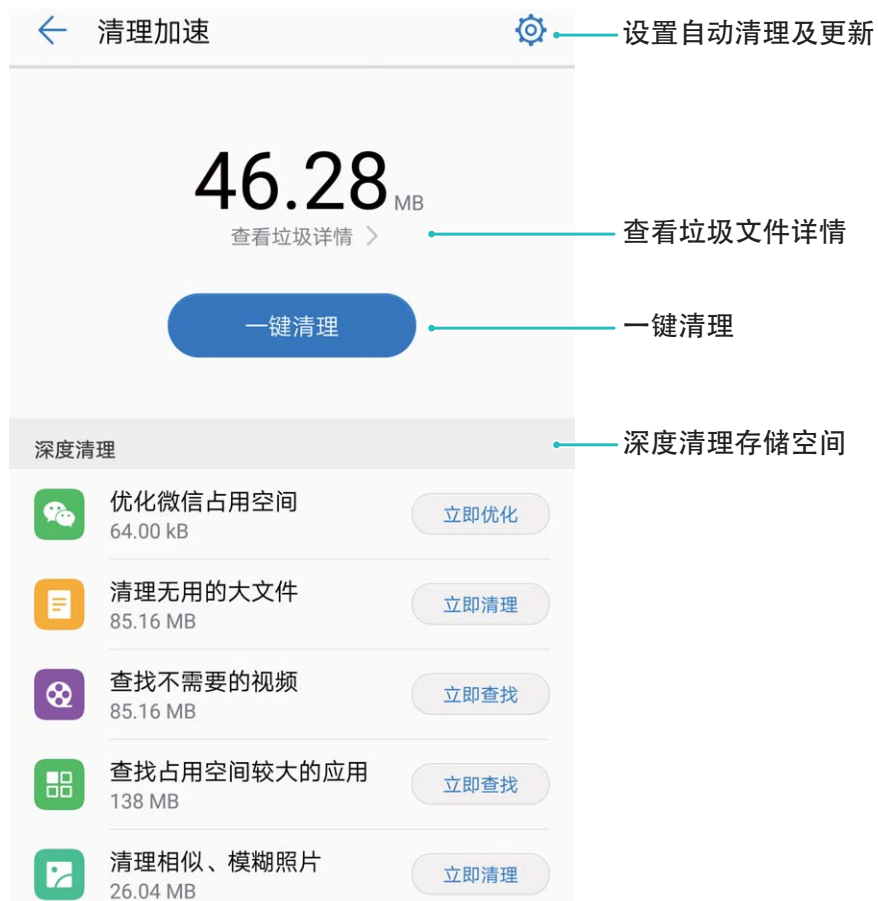 清理加速
设置自动清理及更新
46.28 MB
查看垃圾详情
查看垃圾文件详情
一键清理
一键清理
深度清理
深度清理存储空间
优化微信占用空间
64.00 kB
立即优化
清理无用的大文件
85.16 MB
立即清理
查找不需要的视频
85.16 MB
立即查找
查找占用空间较大的应用
138 MB
立即查找
清理相似、模糊照片
26.04 MB
立即清理